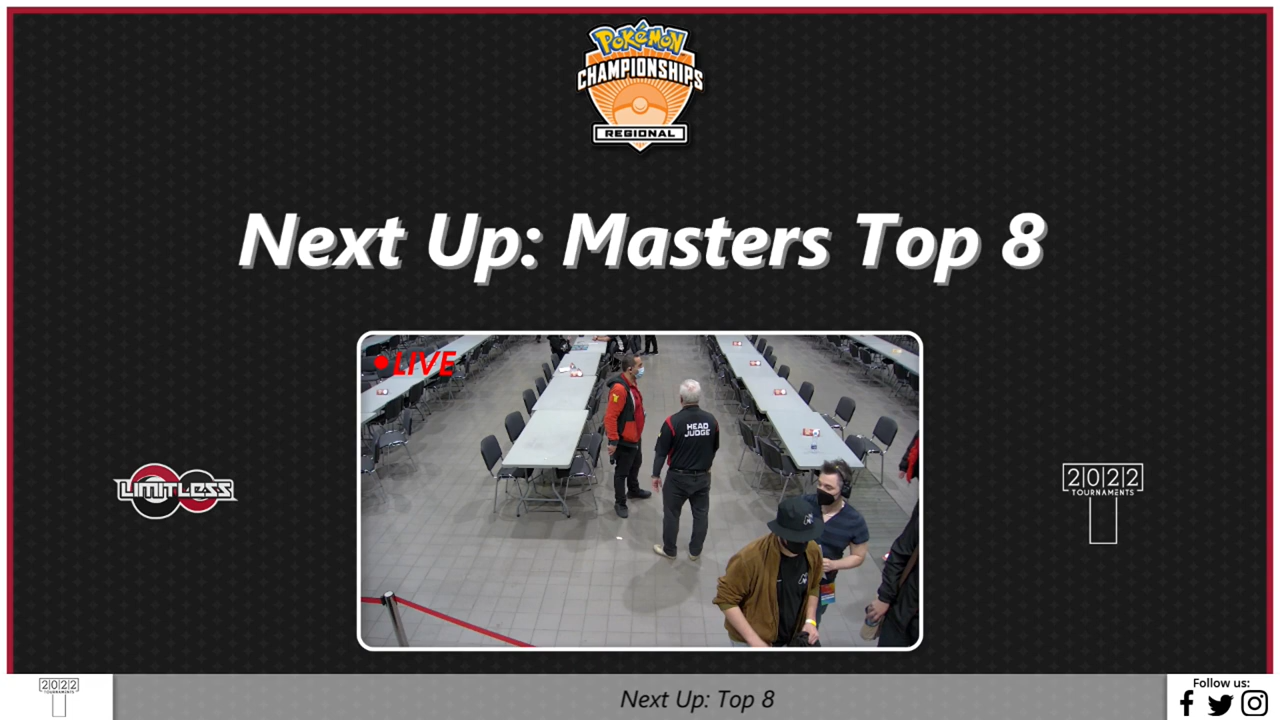 Pokémon
CHAMPIONSHIPS
REGIONAL
Next Up: Masters Top 8
LIVE
HEAD
JUDGE
LIMITLESS
2022
TOURNAMENTS
2022
TOURNAMENTS
Next Up: Top 8
Follow us: